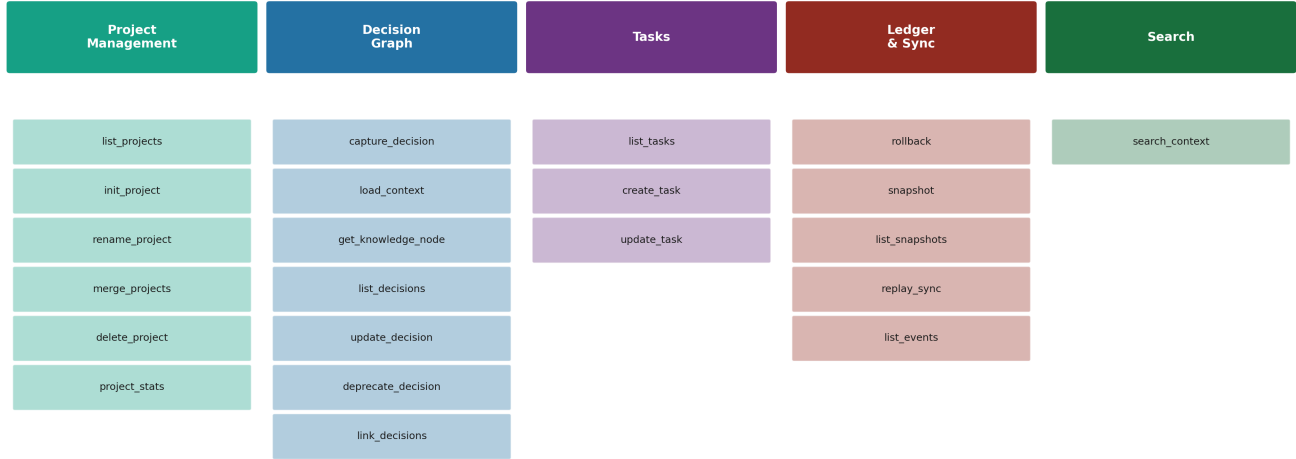 Project
Management
Decision
Graph
Tasks
Ledger
& Sync
Search
list_projects
init_project
rename_project
merge_projects
delete_project
project_stats
capture_decision
load_context
get_knowledge_node
list_decisions
update_decision
deprecate_decision
link_decisions
list_tasks
create_task
update_task
rollback
snapshot
list_snapshots
replay_sync
list_events
search_context